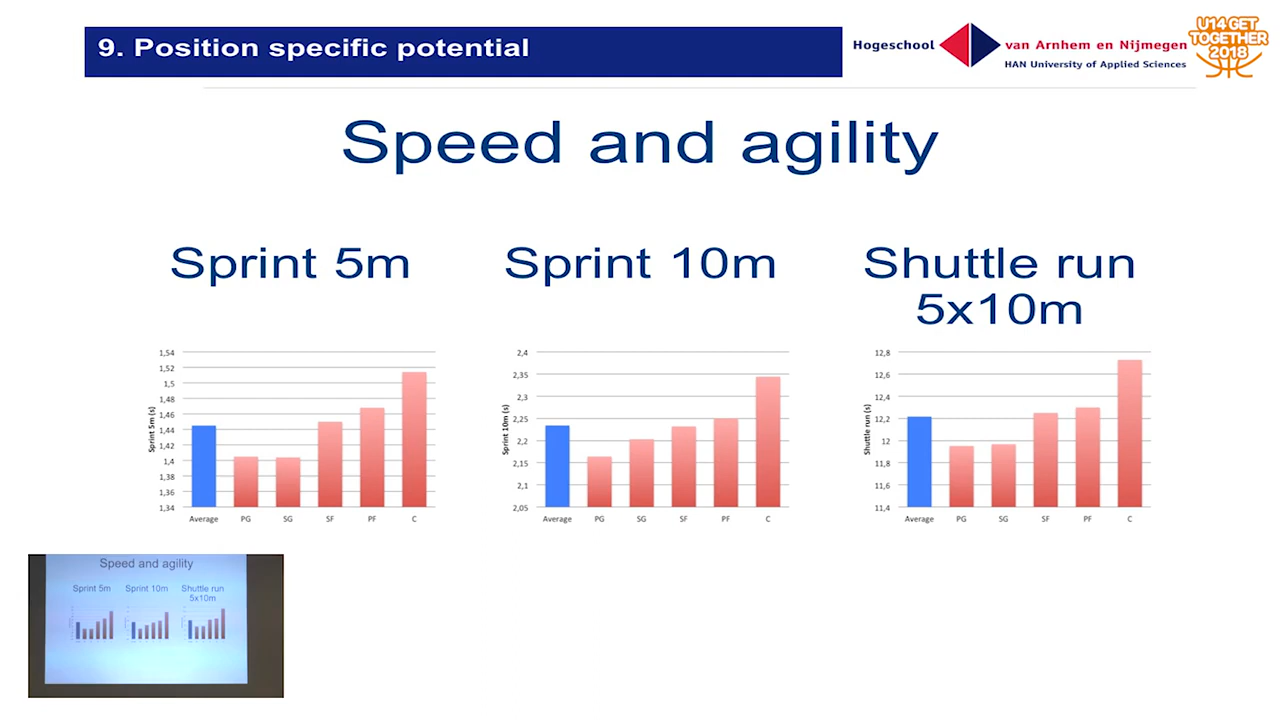 9. Position specific potential
Hogeschool van Arnhem en Nijmegen
HAN University of Applied Sciences
U14 GET
TOGETHER
2018
Speed and agility
Sprint 5m
Sprint 10m
Shuttle run
5x10m
1,54
1,52
1,5
1,48
1,46
1,44
1,42
1,4
1,38
1,36
1,34
Sprint 5m (s)
Average PG SG SF PF C
2,4
2,35
2,3
2,25
2,2
2,15
2,1
2,05
Sprint 10m (s)
Average PG SG SF PF C
12,8
12,6
12,4
12,2
12
11,8
11,6
11,4
Shuttle run (s)
Average PG SG SF PF C
Speed and agility
Sprint 5m Sprint 10m Shuttle run
5x10m